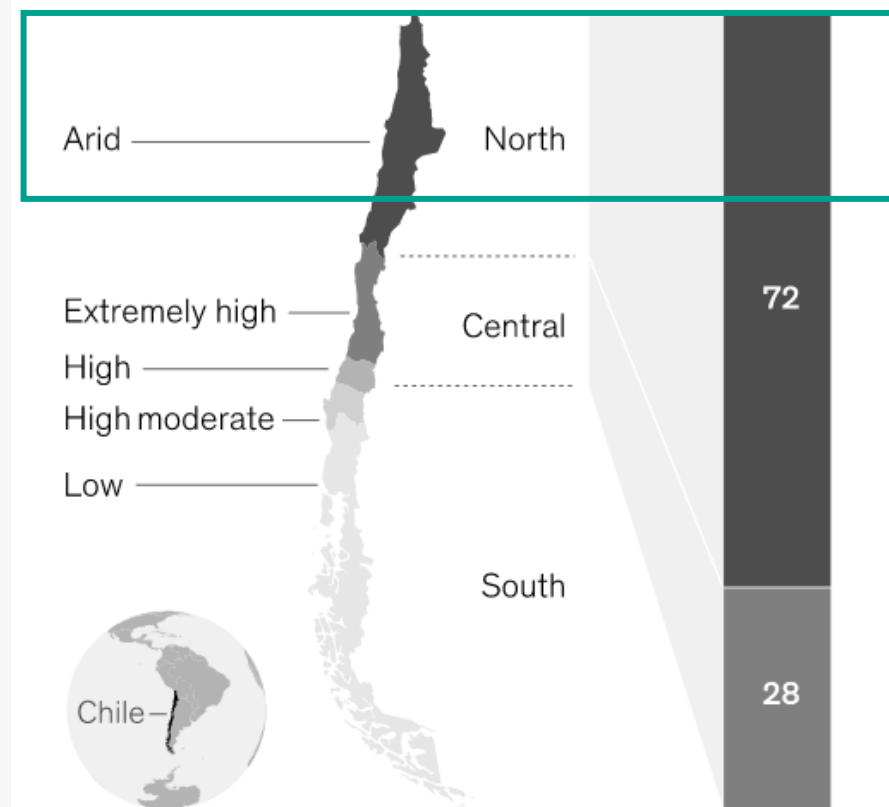 Arid
North
72
Extremely high
Central
High
High moderate
Low
South
28
Chile